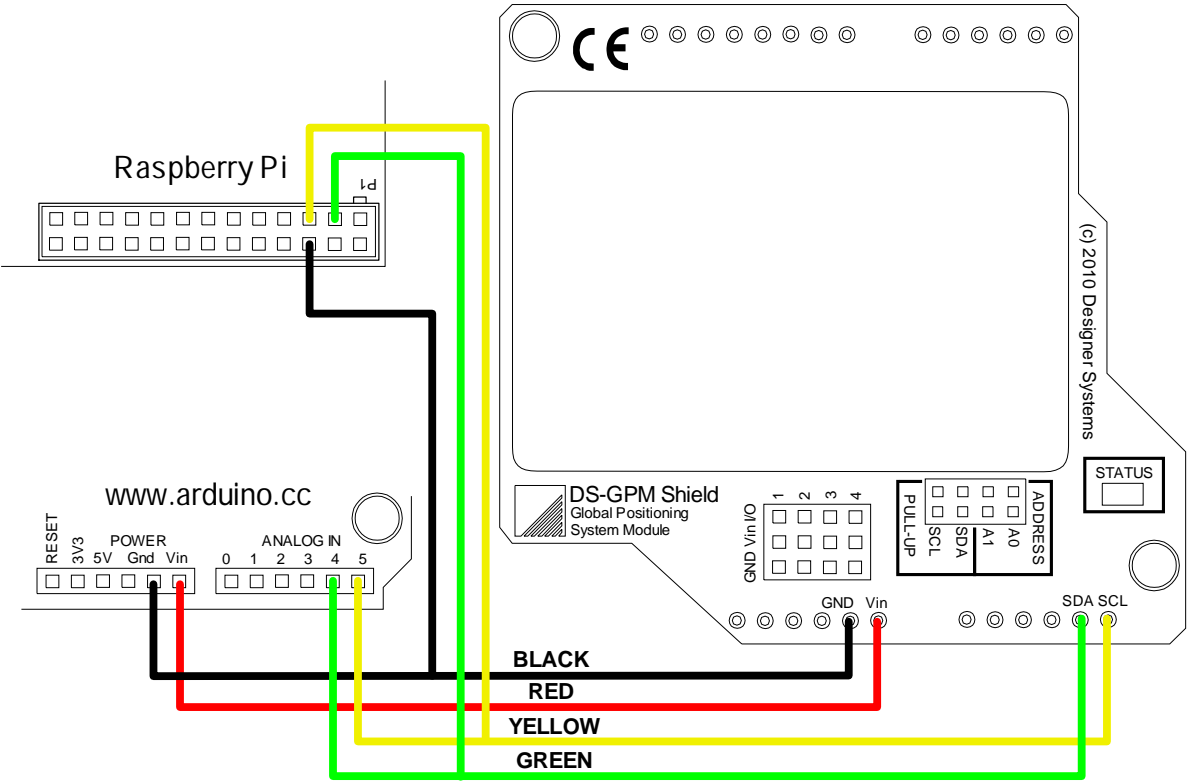 CE
Raspberry Pi
P1
(c) 2010 Designer Systems
STATUS
www.arduino.cc
RESET
3V3
5V
POWER
Gnd Vin
ANALOG IN
0 1 2 3 4 5
DS-GPM Shield
Global Positioning
System Module
1 2 3 4
GND Vin I/O
PULL-UP
SCL
SDA
A1
A0
ADDRESS
GND Vin
SDA SCL
BLACK
RED
YELLOW
GREEN